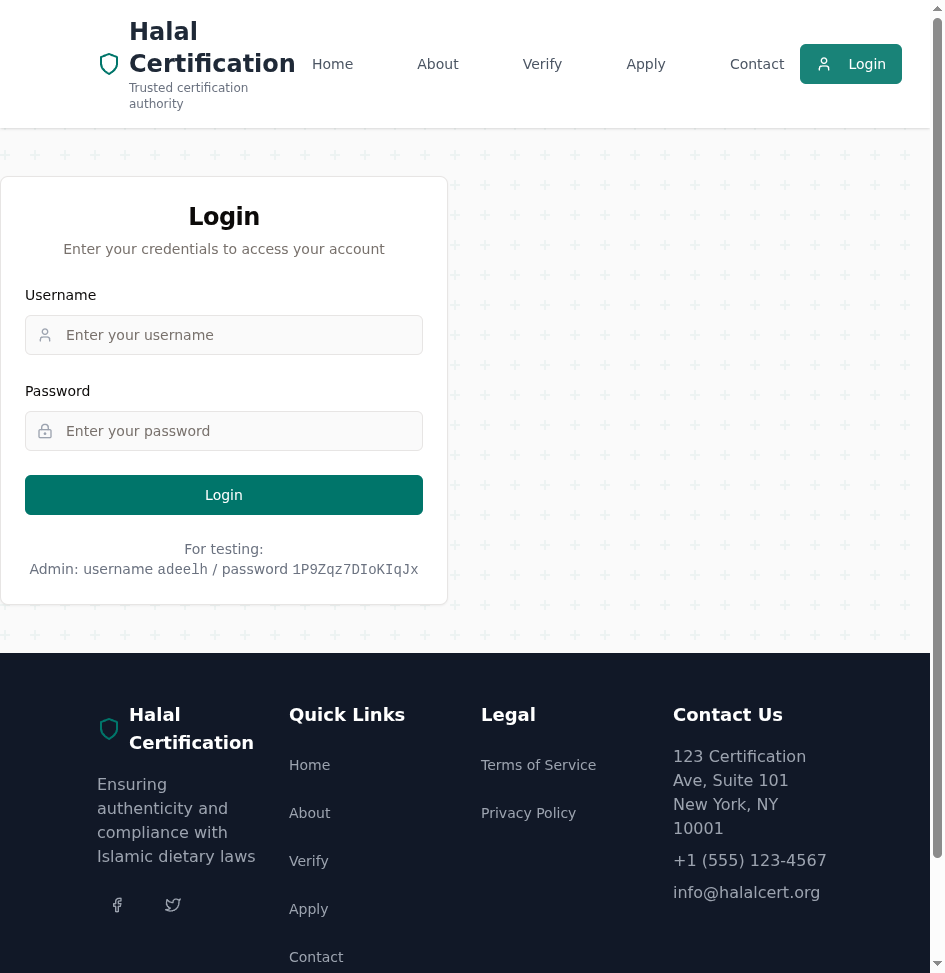 Halal
Certification
Trusted certification
authority
Home
About
Verify
Apply
Contact
Login
Login
Enter your credentials to access your account
Username
Enter your username
Password
Enter your password
Login
For testing:
Admin: username adeelh / password 1P9Zqz7DIoKIqJx
Halal
Certification
Ensuring
authenticity and
compliance with
Islamic dietary laws
Quick Links
Home
About
Verify
Apply
Contact
Legal
Terms of Service
Privacy Policy
Contact Us
123 Certification
Ave, Suite 101
New York, NY
10001
+1 (555) 123-4567
info@halalcert.org